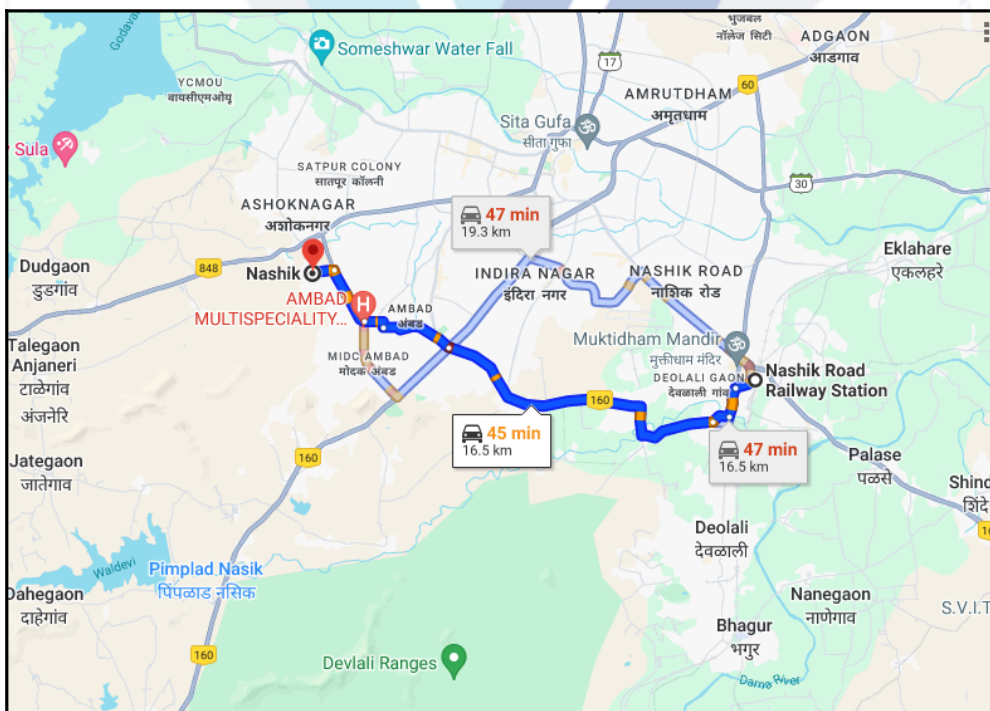 Godavari
Someshwar Water Fall
17
भुजबल
नॉलेज सिटी
ADGAON
आडगाव
YCMOU
वायसीएमओयू
60
AMRUTDHAM
अमृतधाम
Sita Gufa
सीता गुफा
Sula
SATPUR COLONY
सातपूर कॉलनी
30
ASHOKNAGAR
अशोकनगर
47 min
19.3 km
Eklahare
एकलहरे
Dudgaon
डुडगांव
848
Nashik
INDIRA NAGAR
इंदिरा नगर
NASHIK ROAD
नाशिक रोड
AMBAD
MULTISPECIALITY...
H
AMBAD
अंबड
Talegaon
Anjaneri
टाळेगांव
अंजनेरि
MIDC AMBAD
मोदक अंबड
Muktidham Mandir
मुक्तीधाम मंदिर
DEOLALI GAON
देवळाली गांव
Nashik Road
Railway Station
160
45 min
16.5 km
47 min
16.5 km
Jategaon
जातेगाव
160
Palase
पळसे
Shind
शिंदे
Deolali
देवळाली
Waldevi
Pimplad Nasik
पिंपळाड नसिक
Dahegaon
दाहेगांव
Nanegaon
नाणेगाव
S.V.I.T
Bhagur
भगुर
160
Devlali Ranges
Darna River